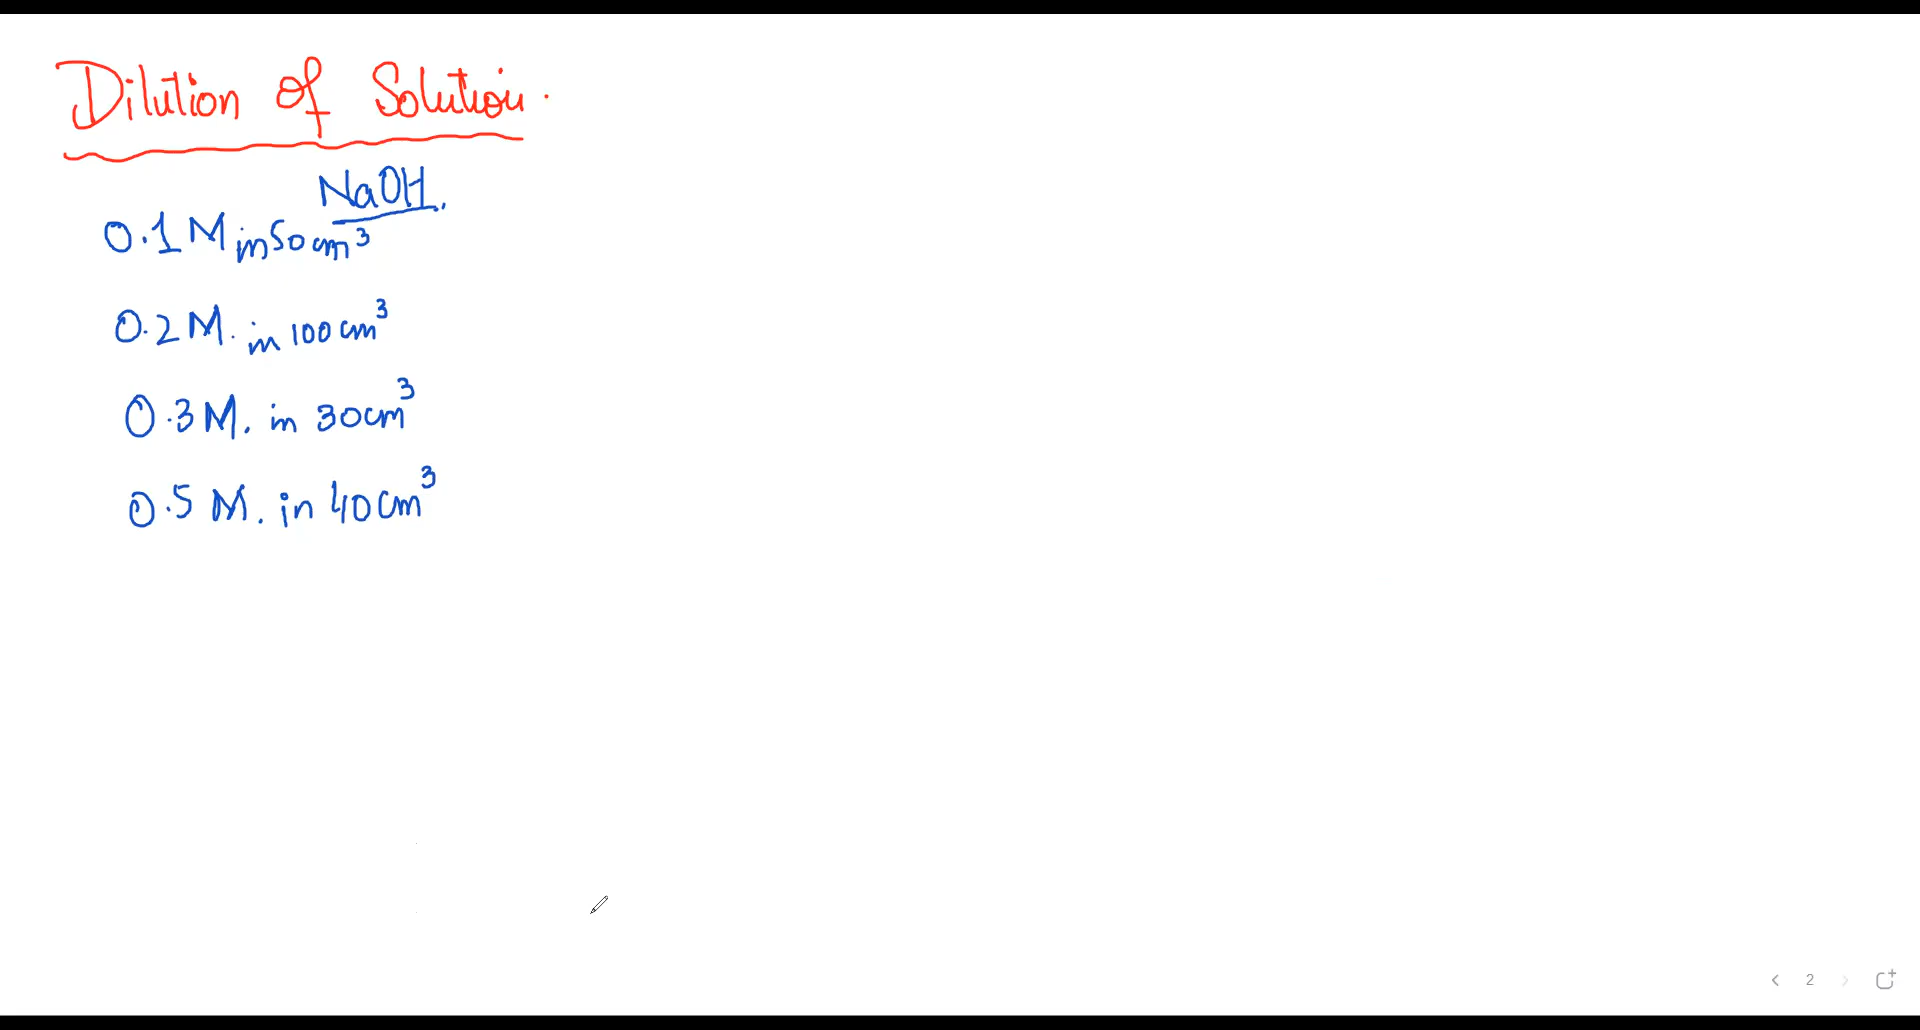 Dilution of Solution.
NaOH.
0.1 M in 50 cm³
0.2 M. in 100 cm³
0.3 M. in 30 cm³
0.5 M. in 40 cm³
2